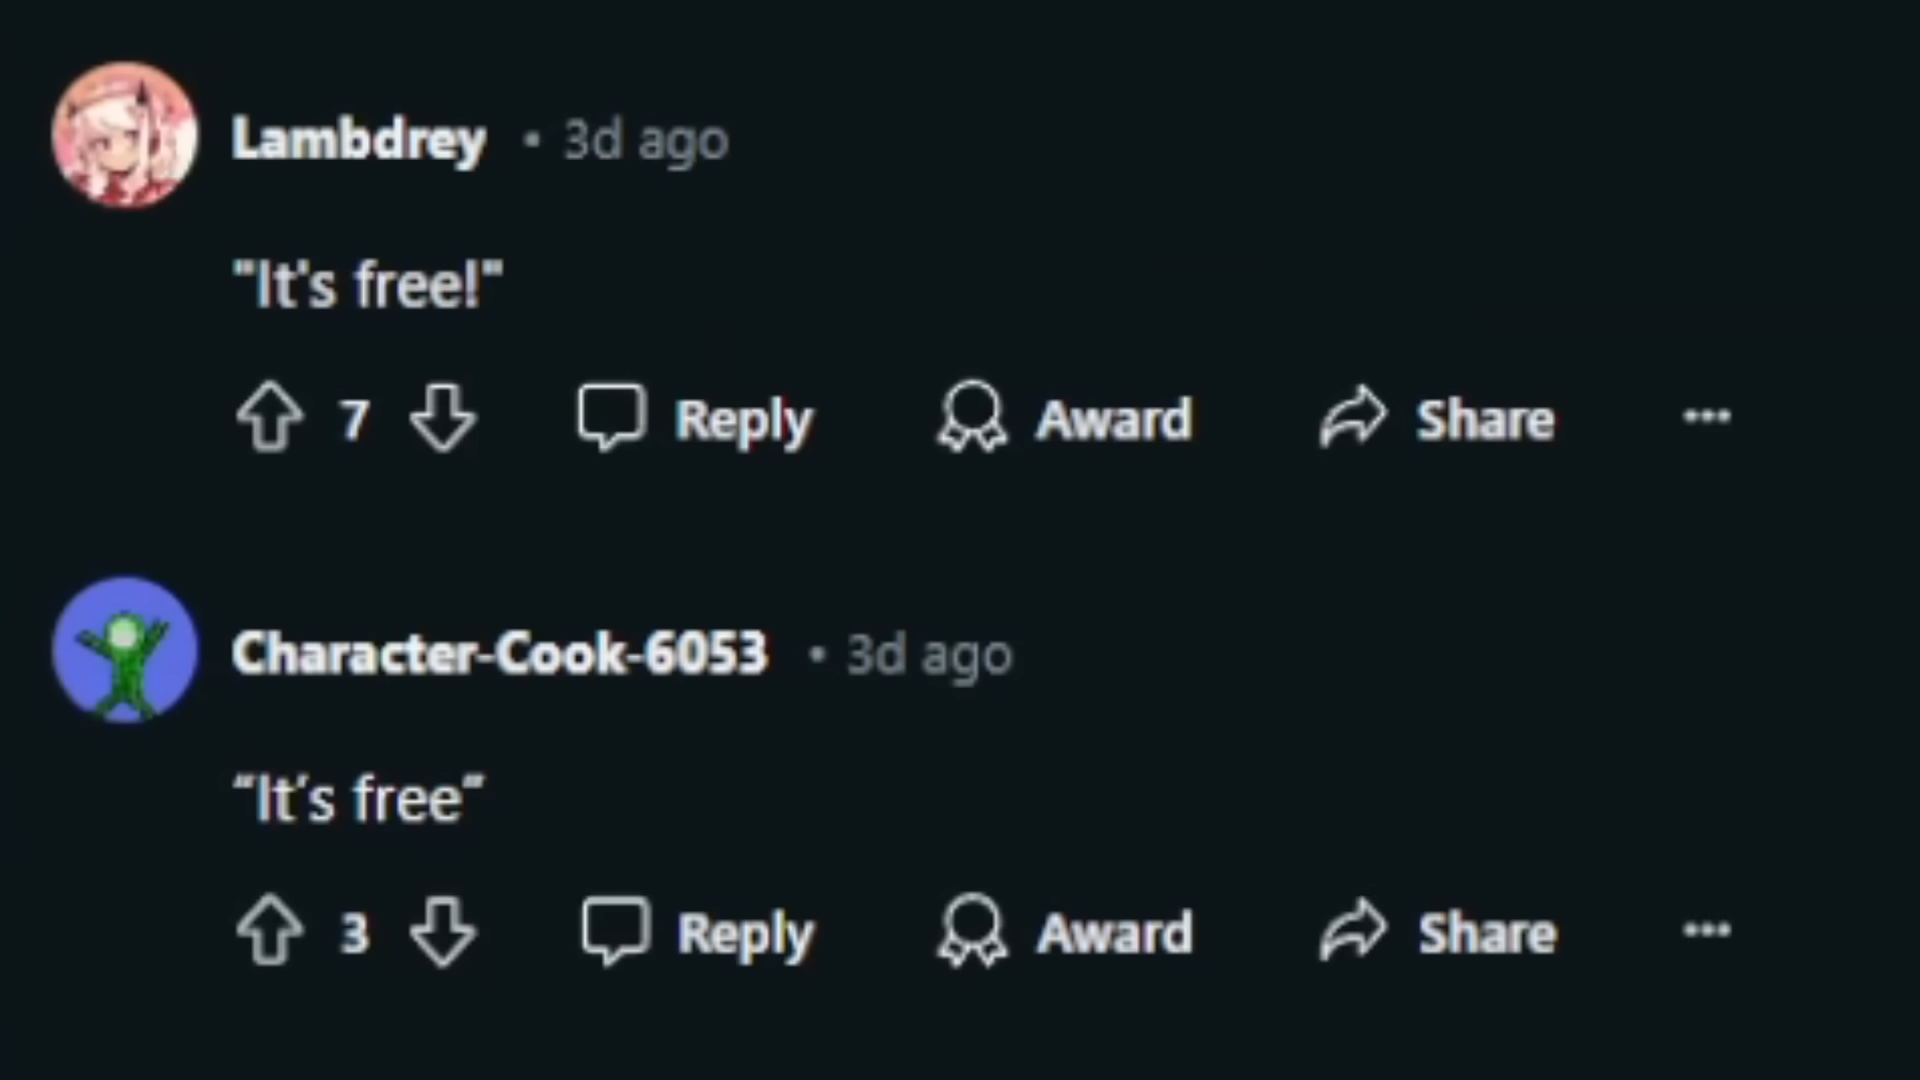 Lambdrey • 3d ago
"It's free!"
7 Reply Award Share ...
Character-Cook-6053 • 3d ago
“It’s free”
3 Reply Award Share ...